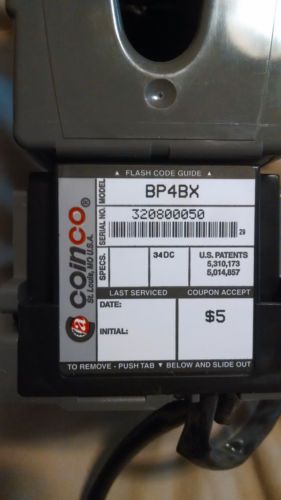 ▲ FLASH CODE GUIDE ▲
MODEL
BP4BX
SERIAL NO.
320800050
29
SPECS.
34DC
U.S. PATENTS
5,310,173
5,014,857
coinco®
St. Louis, MO U.S.A.
LAST SERVICED
COUPON ACCEPT
DATE:
INITIAL:
$5
TO REMOVE - PUSH TAB ▼ BELOW AND SLIDE OUT